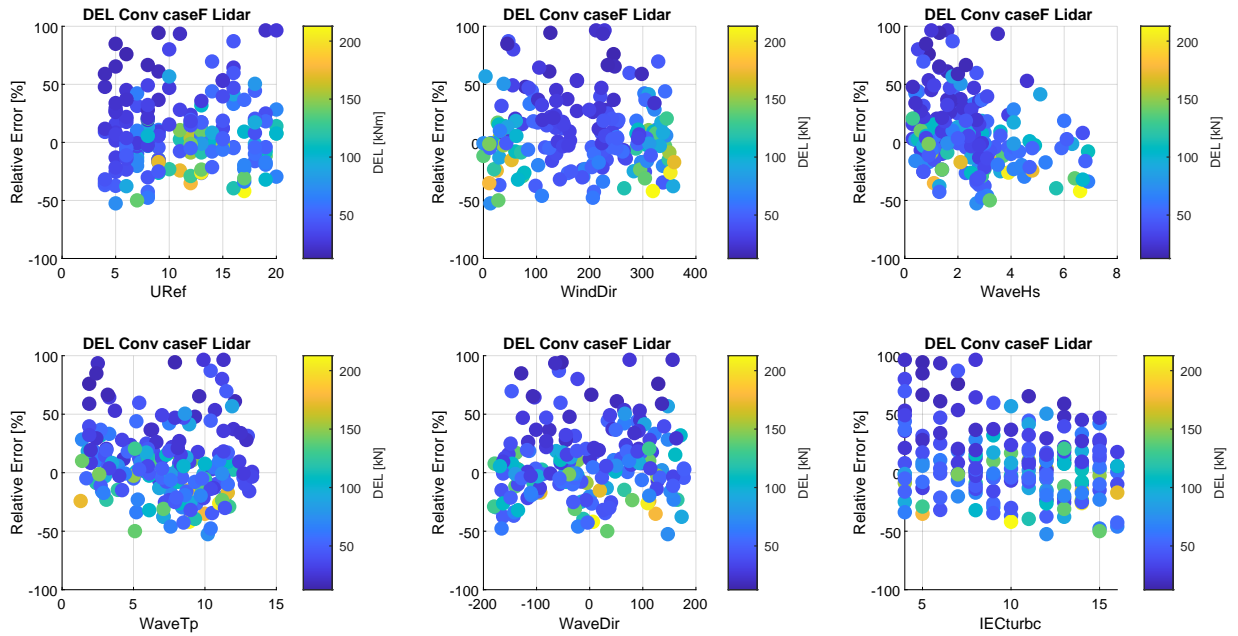 DEL Conv caseF Lidar
100
50
0
-50
-100
Relative Error [%]
0 5 10 15 20
URef
200
150
100
50
DEL [kNm]
DEL Conv caseF Lidar
100
50
0
-50
-100
Relative Error [%]
0 100 200 300 400
WindDir
200
150
100
50
DEL [kN]
DEL Conv caseF Lidar
100
50
0
-50
-100
Relative Error [%]
0 2 4 6 8
WaveHs
200
150
100
50
DEL [kN]
DEL Conv caseF Lidar
100
50
0
-50
-100
Relative Error [%]
0 5 10 15
WaveTp
200
150
100
50
DEL [kN]
DEL Conv caseF Lidar
100
50
0
-50
-100
Relative Error [%]
-200 -100 0 100 200
WaveDir
200
150
100
50
DEL [kN]
DEL Conv caseF Lidar
100
50
0
-50
-100
Relative Error [%]
5 10 15
IECturbc
200
150
100
50
DEL [kN]